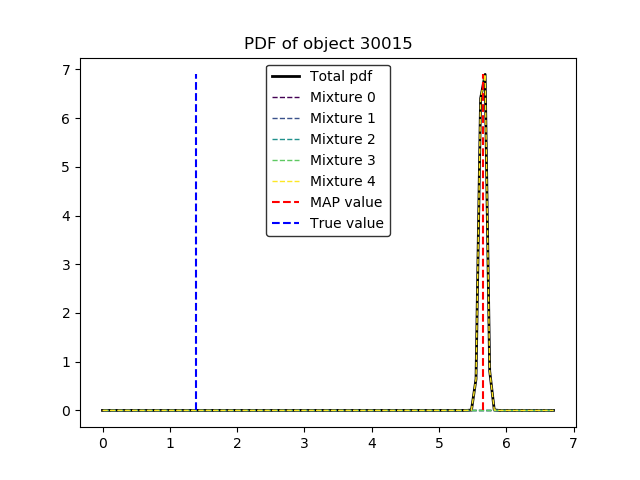 PDF of object 30015
Total pdf
Mixture 0
Mixture 1
Mixture 2
Mixture 3
Mixture 4
MAP value
True value
7
6
5
4
3
2
1
0
0 1 2 3 4 5 6 7